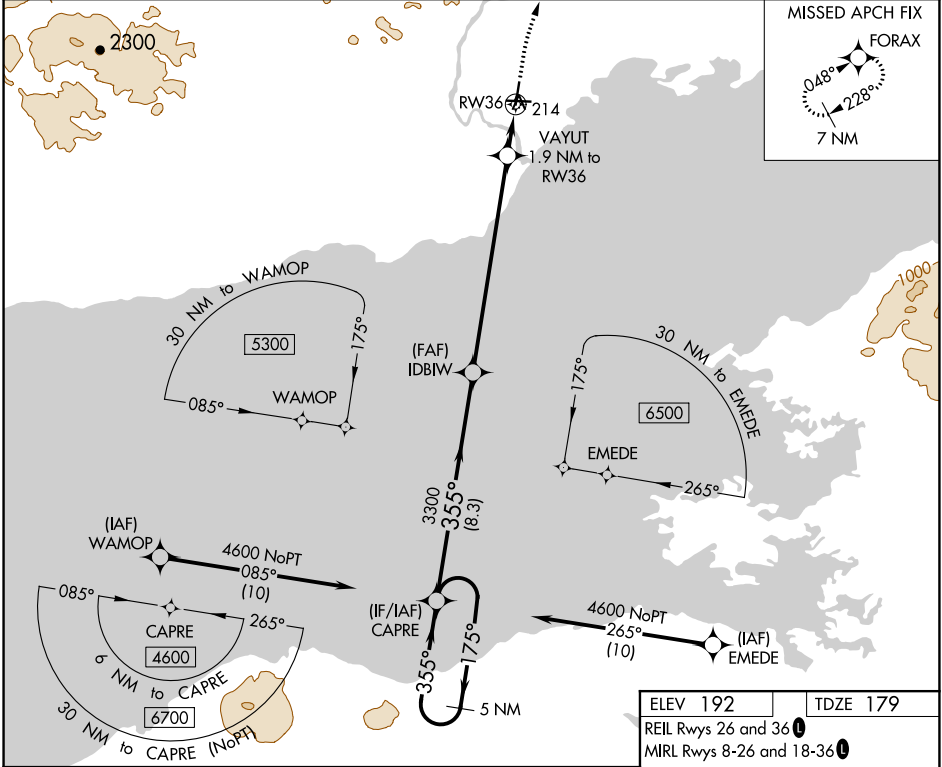 2300
MISSED APCH FIX
FORAX
048°
228°
7 NM
RW36
214
VAYUT
1.9 NM to
RW36
1000
30 NM to WAMOP
5300
175°
WAMOP
085°
(FAF)
IDBIW
30 NM to EMEDE
6500
175°
EMEDE
265°
3300
355°
(8.3)
(IAF)
WAMOP
4600 NoPT
085°
(10)
085°
265°
CAPRE
4600
6 NM to CAPRE
6700
30 NM to CAPRE (NoPT)
(IF/IAF)
CAPRE
355°
175°
5 NM
4600 NoPT
265°
(10)
(IAF)
EMEDE
ELEV 192
TDZE 179
REIL Rwys 26 and 36 L
MIRL Rwys 8-26 and 18-36 L